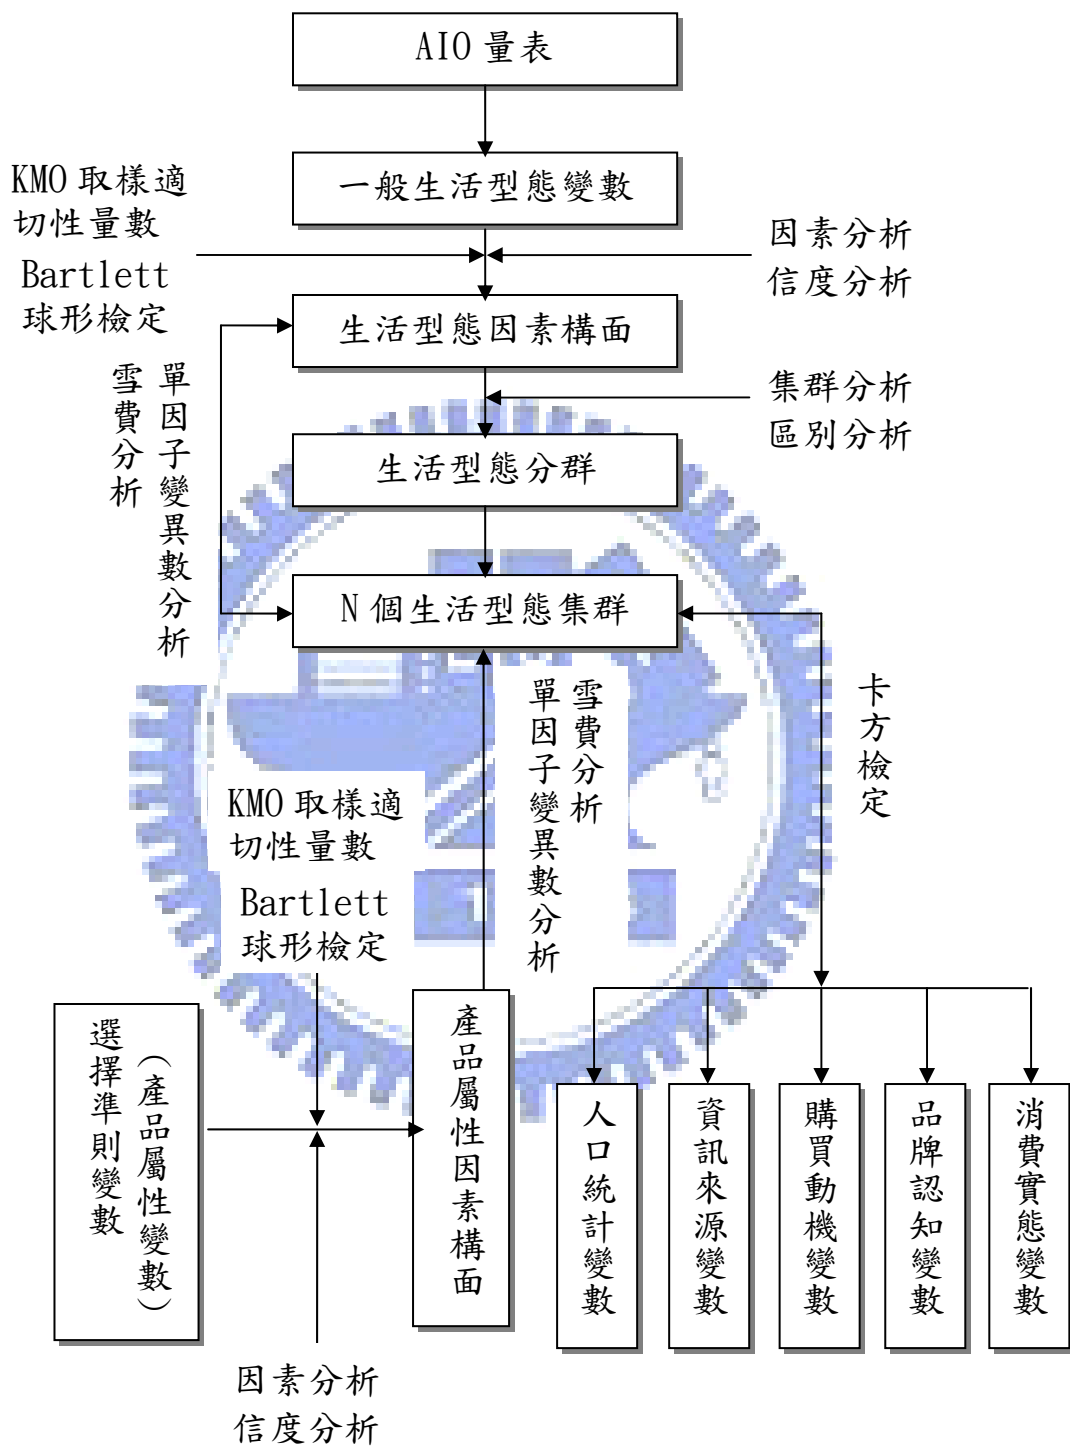 AIO 量表
一般生活型態變數
KMO 取樣適
切性量數
Bartlett
球形檢定
因素分析
信度分析
生活型態因素構面
單因子變異數分析
雪費分析
集群分析
區別分析
生活型態分群
N 個生活型態集群
雪費分析
單因子變異數分析
卡方檢定
KMO 取樣適
切性量數
Bartlett
球形檢定
(產品屬性變數)
選擇準則變數
產品屬性因素構面
人口統計變數
資訊來源變數
購買動機變數
品牌認知變數
消費實態變數
因素分析
信度分析